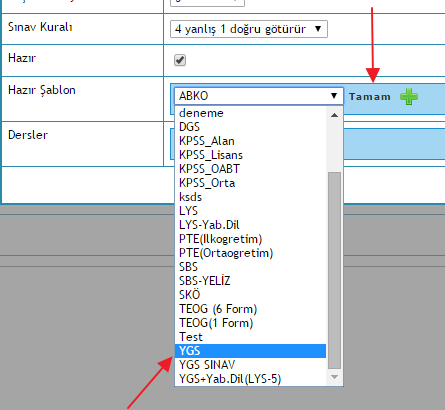 Sınav Kuralı
4 yanlış 1 doğru götürür
Hazır
Hazır Şablon
ABKO
Tamam
Dersler
deneme
DGS
KPSS_Alan
KPSS_Lisans
KPSS_OABT
KPSS_Orta
ksds
LYS
LYS-Yab.Dil
PTE(Ilkogretim)
PTE(Ortaogretim)
SBS
SBS-YELİZ
SKÖ
TEOG (6 Form)
TEOG(1 Form)
Test
YGS
YGS SINAV
YGS+Yab.Dil(LYS-5)